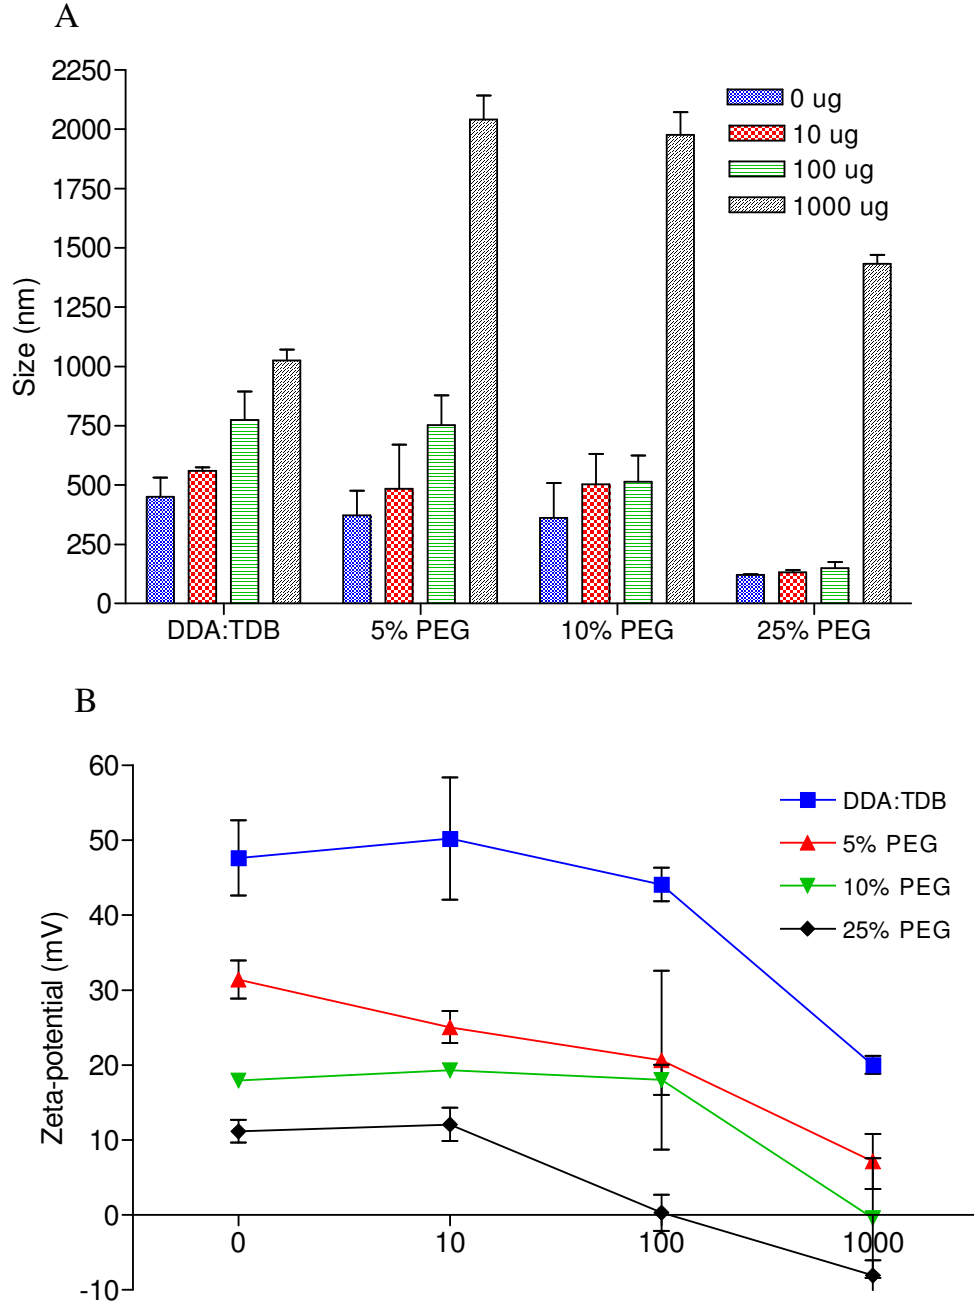 A
2250
2000
1750
1500
1250
1000
750
500
250
0
Size (nm)
0 ug
10 ug
100 ug
1000 ug
DDA:TDB 5% PEG 10% PEG 25% PEG
B
60
50
40
30
20
10
0
-10
Zeta-potential (mV)
DDA:TDB
5% PEG
10% PEG
25% PEG
0 10 100 1000